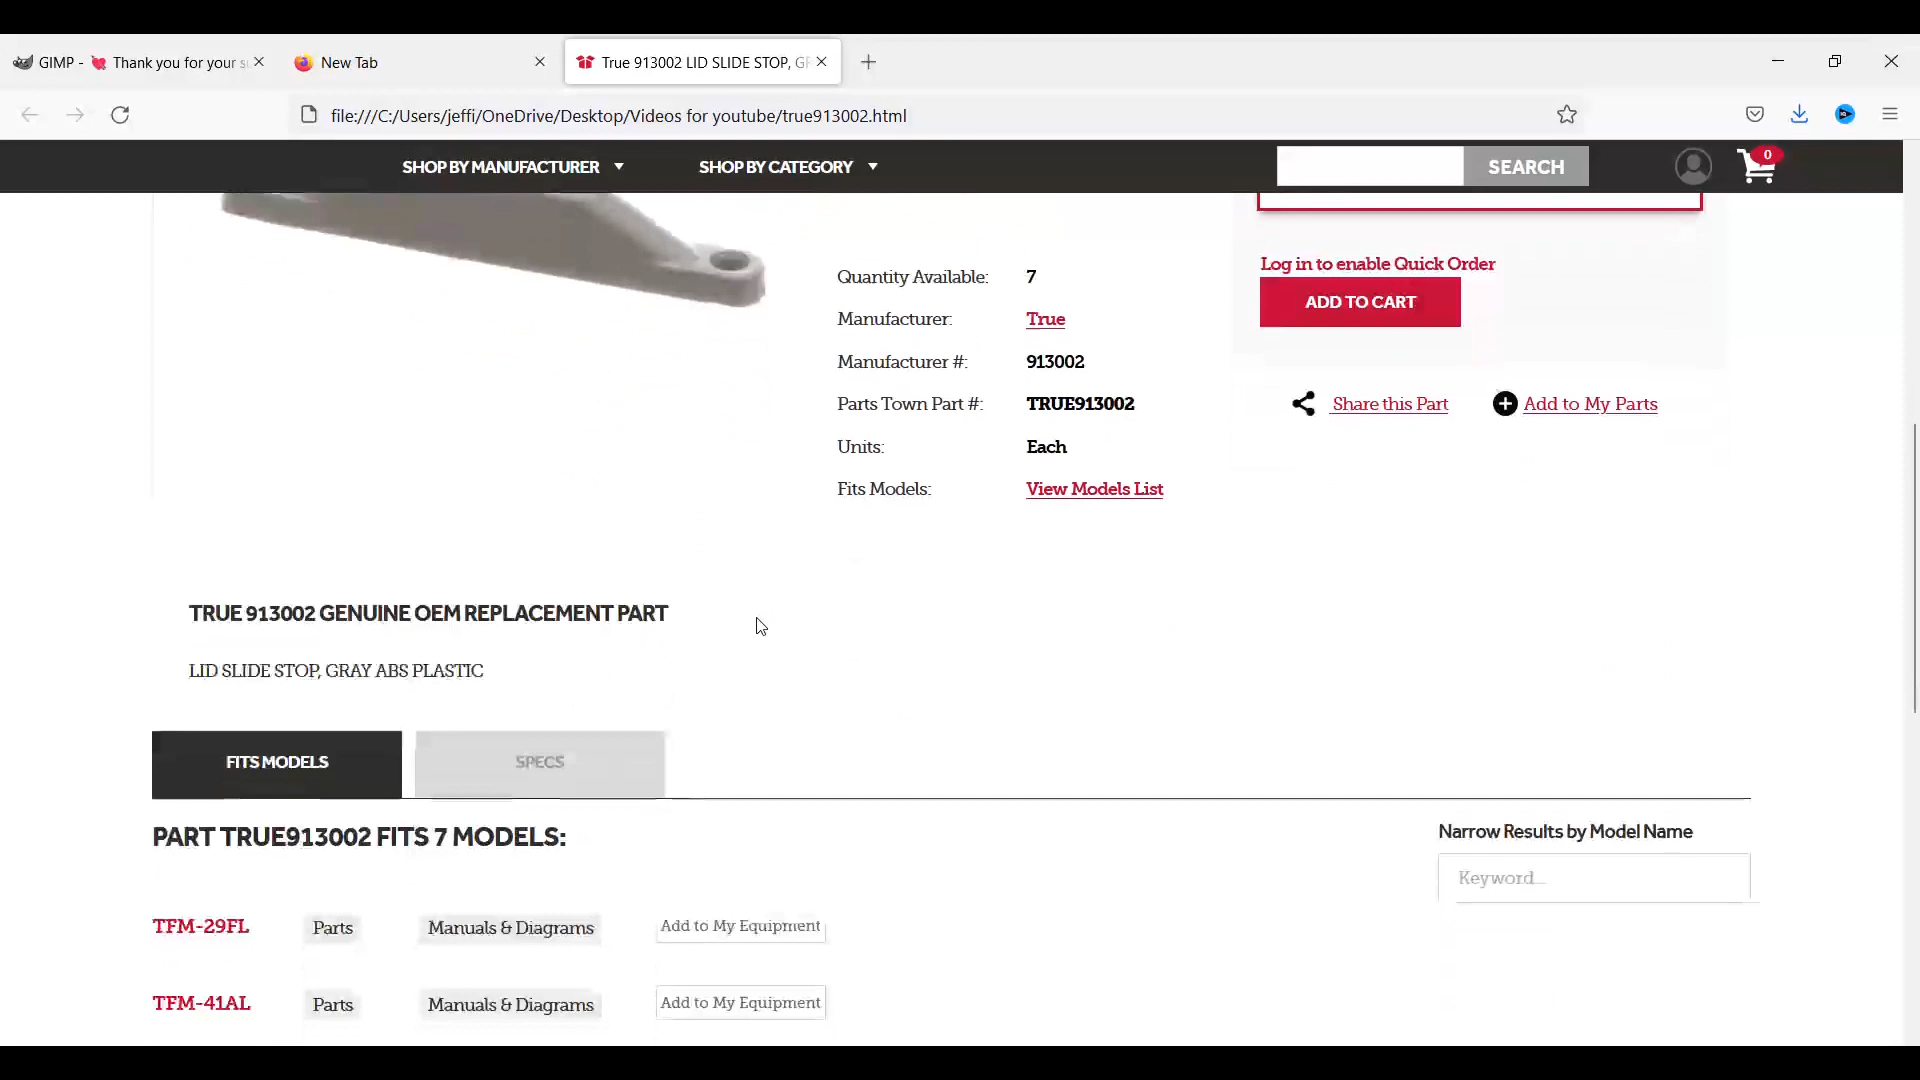 GIMP - 💘 Thank you for your s
New Tab
True 913002 LID SLIDE STOP, GR
file:///C:/Users/jeffi/OneDrive/Desktop/Videos for youtube/true913002.html
SHOP BY MANUFACTURER
SHOP BY CATEGORY
SEARCH
0
Log in to enable Quick Order
ADD TO CART
Quantity Available: 7
Manufacturer: True
Manufacturer #: 913002
Parts Town Part #: TRUE913002
Share this Part
Add to My Parts
Units: Each
Fits Models: View Models List
TRUE 913002 GENUINE OEM REPLACEMENT PART
LID SLIDE STOP, GRAY ABS PLASTIC
FITS MODELS
SPECS
PART TRUE913002 FITS 7 MODELS:
Narrow Results by Model Name
Keyword...
TFM-29FL Parts Manuals & Diagrams Add to My Equipment
TFM-41AL Parts Manuals & Diagrams Add to My Equipment